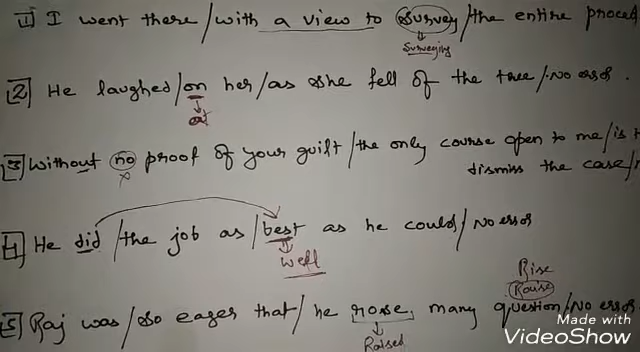 1) I went there / with a view to survey / the entire proced
surveying
2) He laughed / on her / as she fell of the tree / No error .
at
3) Without no proof of your guilt / the only course open to me / is t
dismiss the case /
4) He did / the job as / best as he could / No error
well
Rise
Raise
5) Raj was / so eager that / he rose many question / No error
Raised
Made with
VideoShow